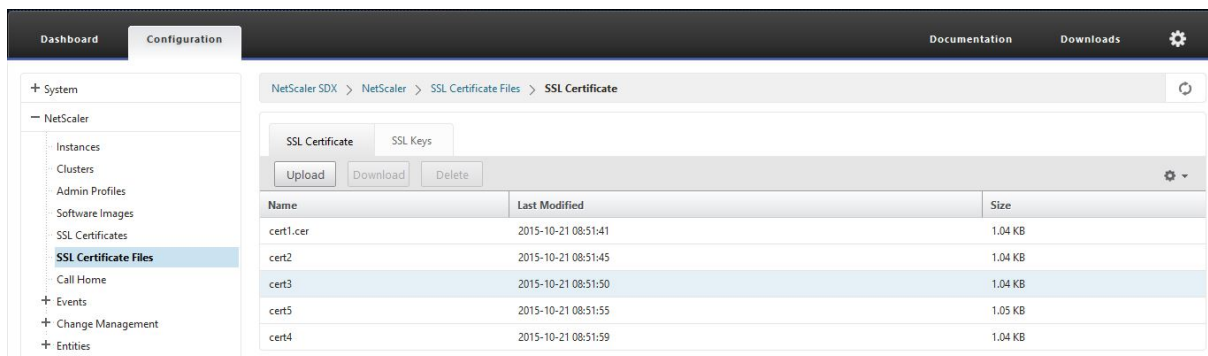 Dashboard Configuration Documentation Downloads
+ System
NetScaler SDX > NetScaler > SSL Certificate Files > SSL Certificate
− NetScaler
Instances
Clusters
Admin Profiles
Software Images
SSL Certificates
SSL Certificate Files
Call Home
+ Events
+ Change Management
+ Entities
SSL Certificate SSL Keys
Upload Download Delete
Name Last Modified Size
cert1.cer 2015-10-21 08:51:41 1.04 KB
cert2 2015-10-21 08:51:45 1.04 KB
cert3 2015-10-21 08:51:50 1.04 KB
cert5 2015-10-21 08:51:55 1.05 KB
cert4 2015-10-21 08:51:59 1.04 KB